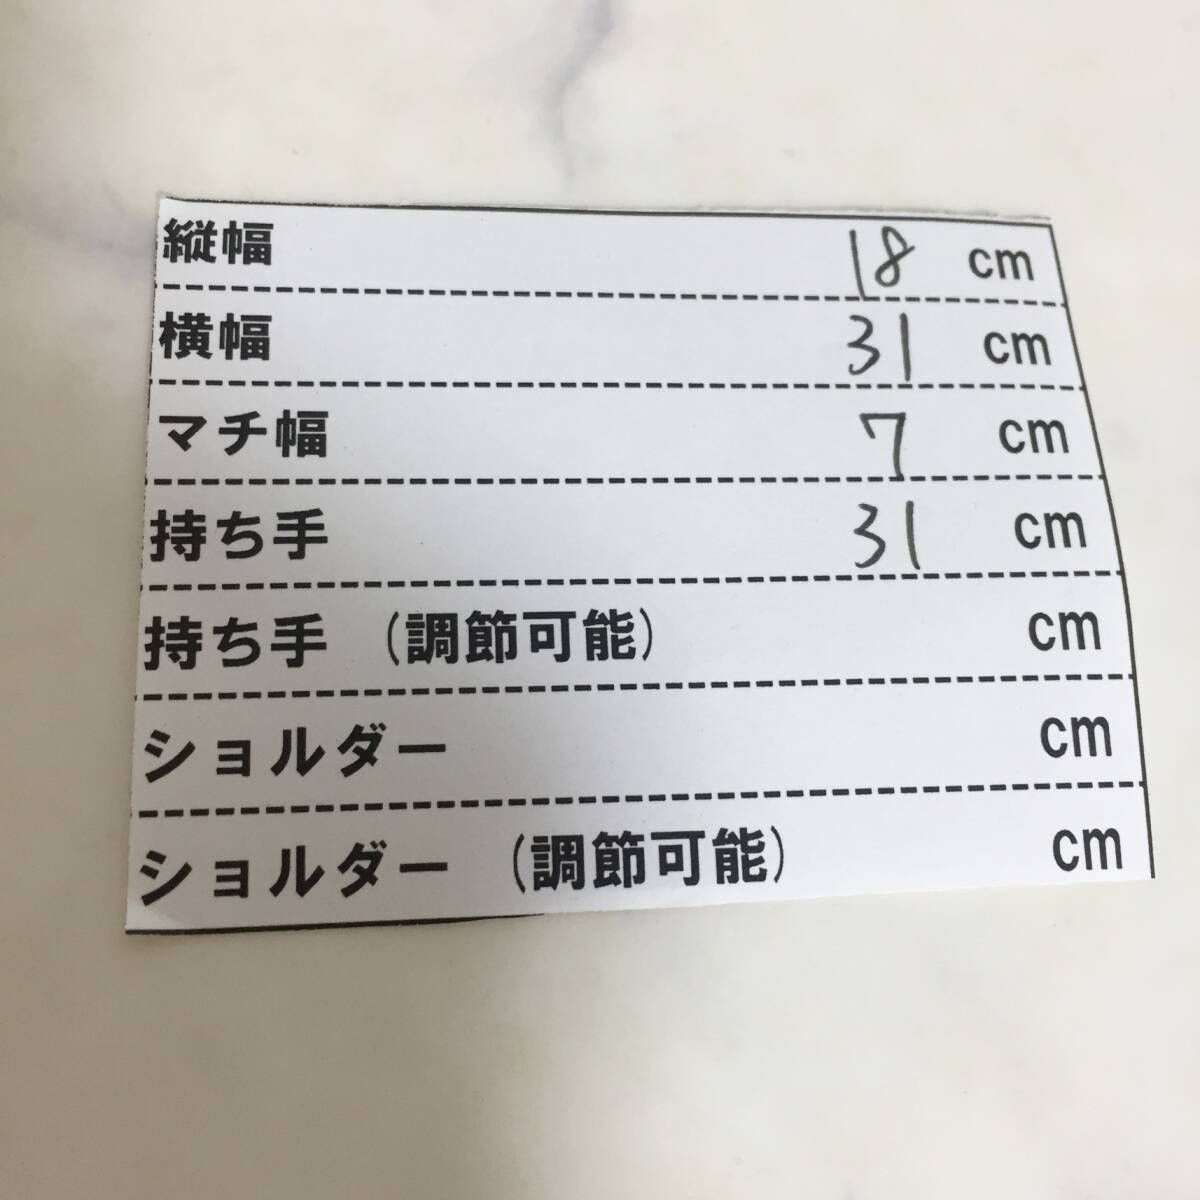 縦幅 18 cm
横幅 31 cm
マチ幅 7 cm
持ち手 31 cm
持ち手 (調節可能) cm
ショルダー cm
ショルダー (調節可能) cm